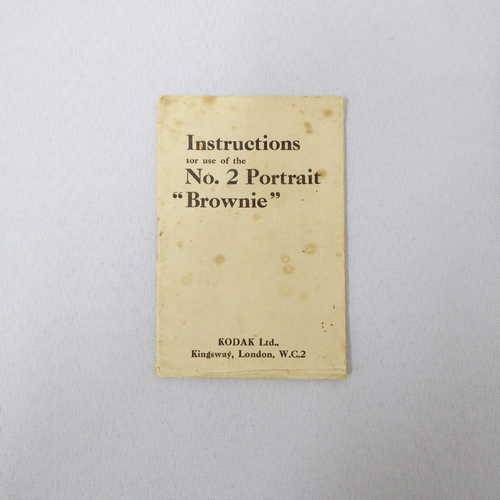 Instructions
for use of the
No. 2 Portrait
“Brownie”
KODAK Ltd.,
Kingsway, London, W.C.2